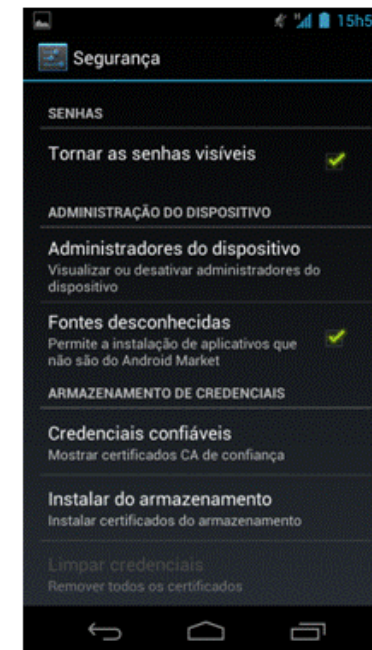 15h5
Segurança
SENHAS
Tornar as senhas visíveis
ADMINISTRAÇÃO DO DISPOSITIVO
Administradores do dispositivo
Visualizar ou desativar administradores do
dispositivo
Fontes desconhecidas
Permite a instalação de aplicativos que
não são do Android Market
ARMAZENAMENTO DE CREDENCIAIS
Credenciais confiáveis
Mostrar certificados CA de confiança
Instalar do armazenamento
Instalar certificados do armazenamento
Limpar credenciais
Remover todos os certificados